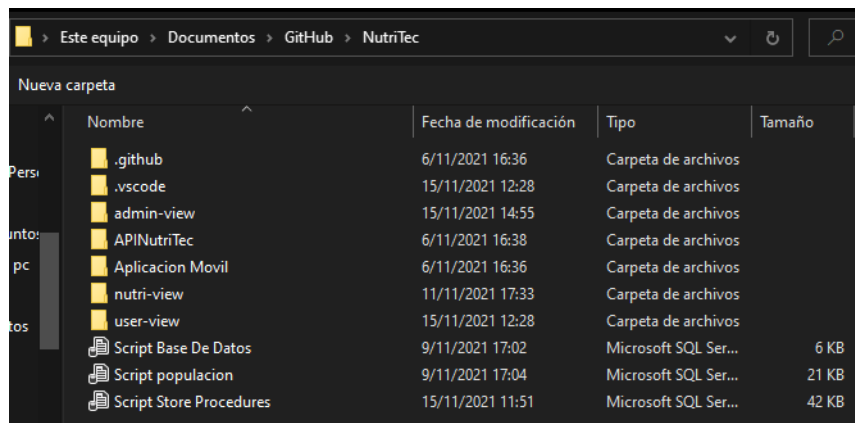 Este equipo > Documentos > GitHub > NutriTec
Nueva carpeta
Nombre Fecha de modificación Tipo Tamaño
.github 6/11/2021 16:36 Carpeta de archivos
.vscode 15/11/2021 12:28 Carpeta de archivos
admin-view 15/11/2021 14:55 Carpeta de archivos
APINutriTec 6/11/2021 16:38 Carpeta de archivos
pc Aplicacion Movil 6/11/2021 16:36 Carpeta de archivos
nutri-view 11/11/2021 17:33 Carpeta de archivos
user-view 15/11/2021 12:28 Carpeta de archivos
Script Base De Datos 9/11/2021 17:02 Microsoft SQL Ser... 6 KB
Script populacion 9/11/2021 17:04 Microsoft SQL Ser... 21 KB
Script Store Procedures 15/11/2021 11:51 Microsoft SQL Ser... 42 KB